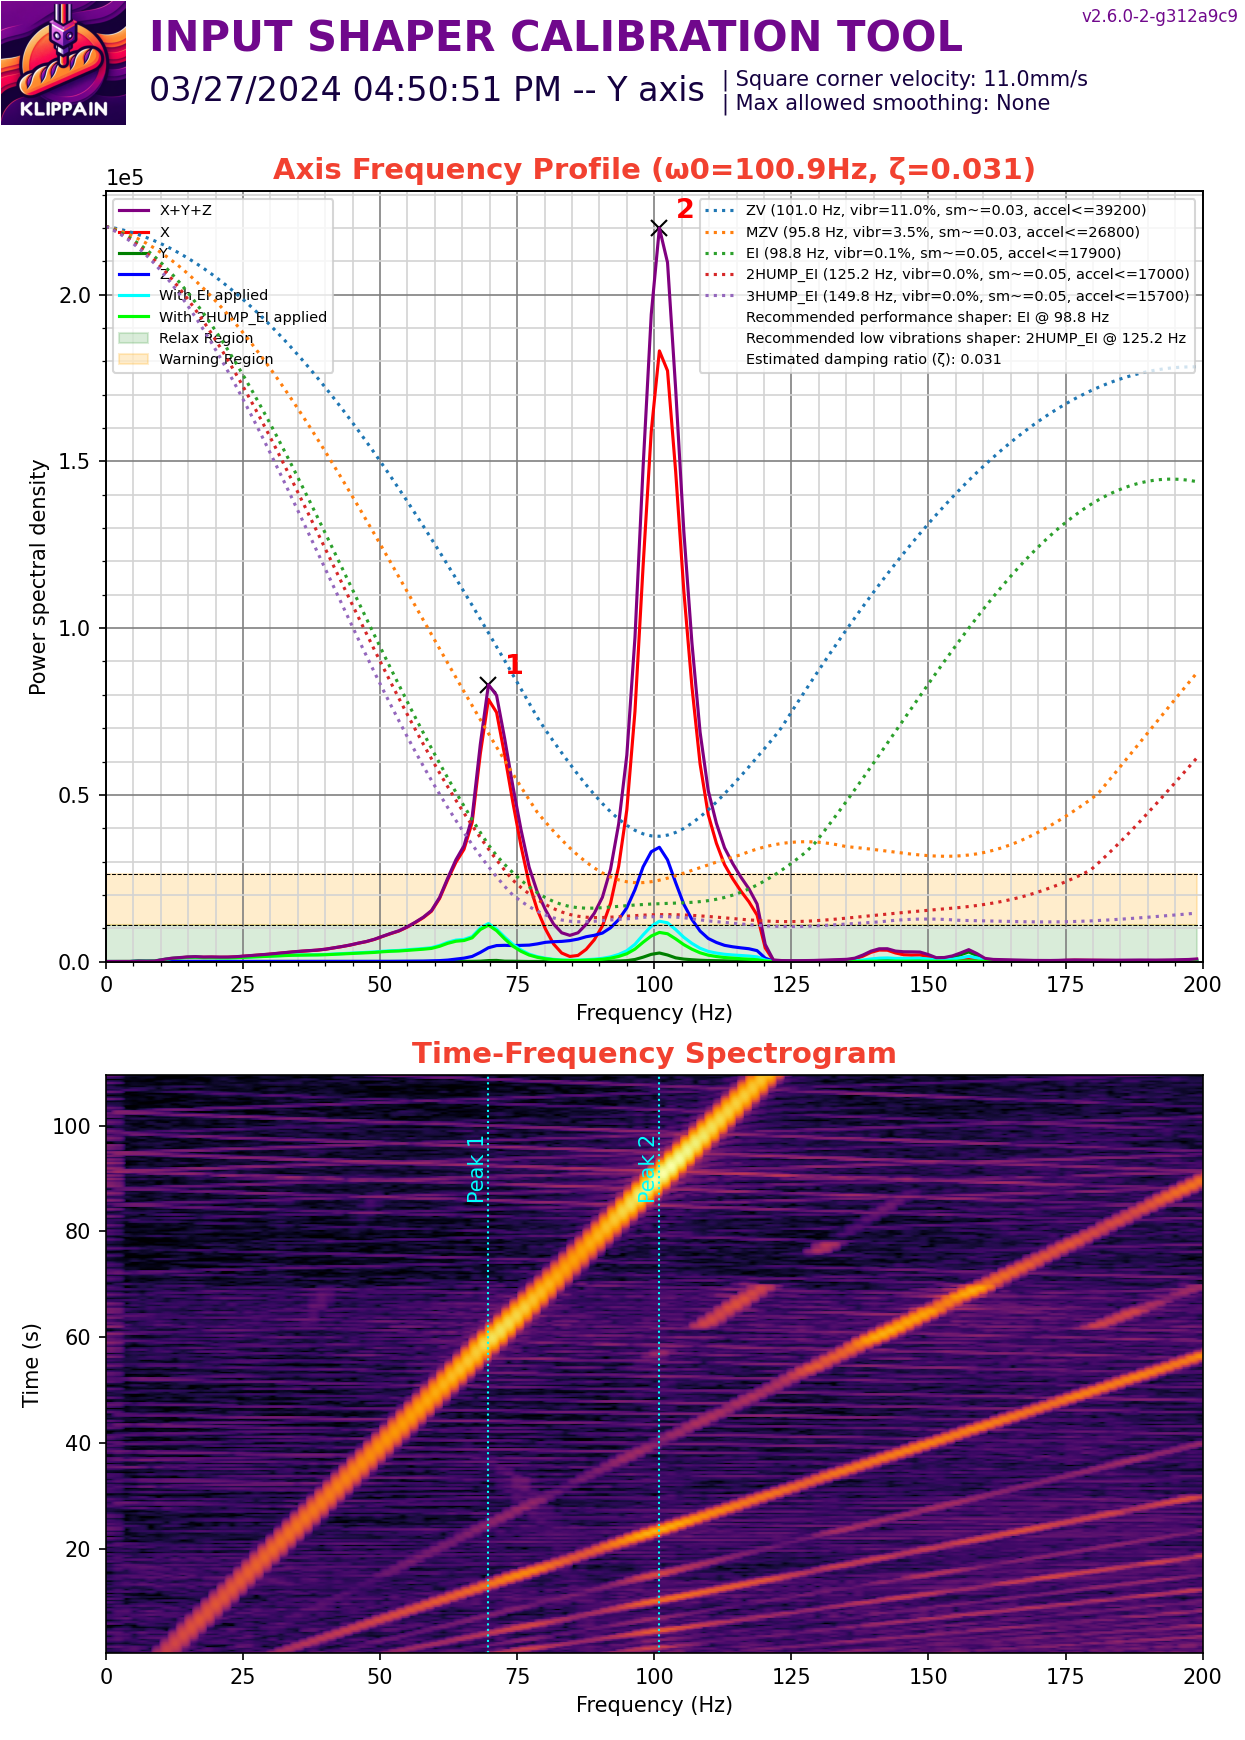 v2.6.0-2-g312a9c9
INPUT SHAPER CALIBRATION TOOL
03/27/2024 04:50:51 PM -- Y axis
| Square corner velocity: 11.0mm/s
| Max allowed smoothing: None
KLIPPAIN
Axis Frequency Profile (ω0=100.9Hz, ζ=0.031)
1e5
X+Y+Z
X
Y
Z
With EI applied
With 2HUMP_EI applied
Relax Region
Warning Region
2
ZV (101.0 Hz, vibr=11.0%, sm~=0.03, accel<=39200)
MZV (95.8 Hz, vibr=3.5%, sm~=0.03, accel<=26800)
EI (98.8 Hz, vibr=0.1%, sm~=0.05, accel<=17900)
2HUMP_EI (125.2 Hz, vibr=0.0%, sm~=0.05, accel<=17000)
3HUMP_EI (149.8 Hz, vibr=0.0%, sm~=0.05, accel<=15700)
Recommended performance shaper: EI @ 98.8 Hz
Recommended low vibrations shaper: 2HUMP_EI @ 125.2 Hz
Estimated damping ratio (ζ): 0.031
1
Power spectral density
2.0
1.5
1.0
0.5
0.0
0 25 50 75 100 125 150 175 200
Frequency (Hz)
Time-Frequency Spectrogram
Peak 1
Peak 2
Time (s)
100
80
60
40
20
0 25 50 75 100 125 150 175 200
Frequency (Hz)